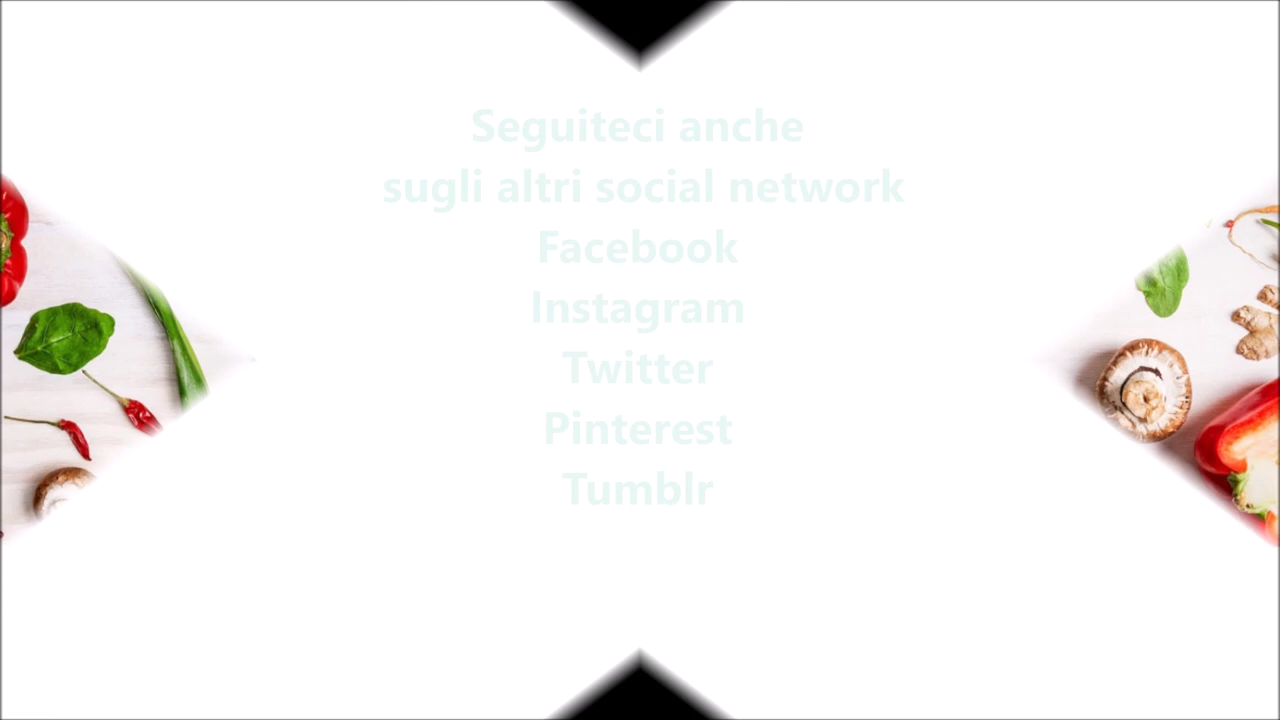 Seguiteci anche
sugli altri social network
Facebook
Instagram
Twitter
Pinterest
Tumblr